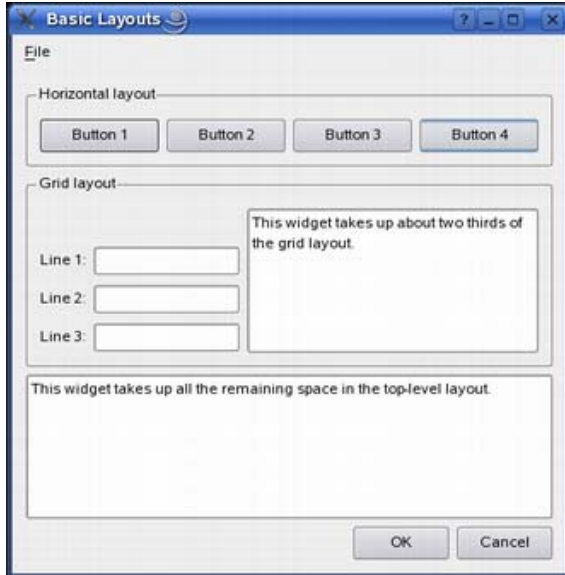 Basic Layouts
File
Horizontal layout
Button 1 Button 2 Button 3 Button 4
Grid layout
This widget takes up about two thirds of
the grid layout.
Line 1:
Line 2:
Line 3:
This widget takes up all the remaining space in the top-level layout.
OK Cancel